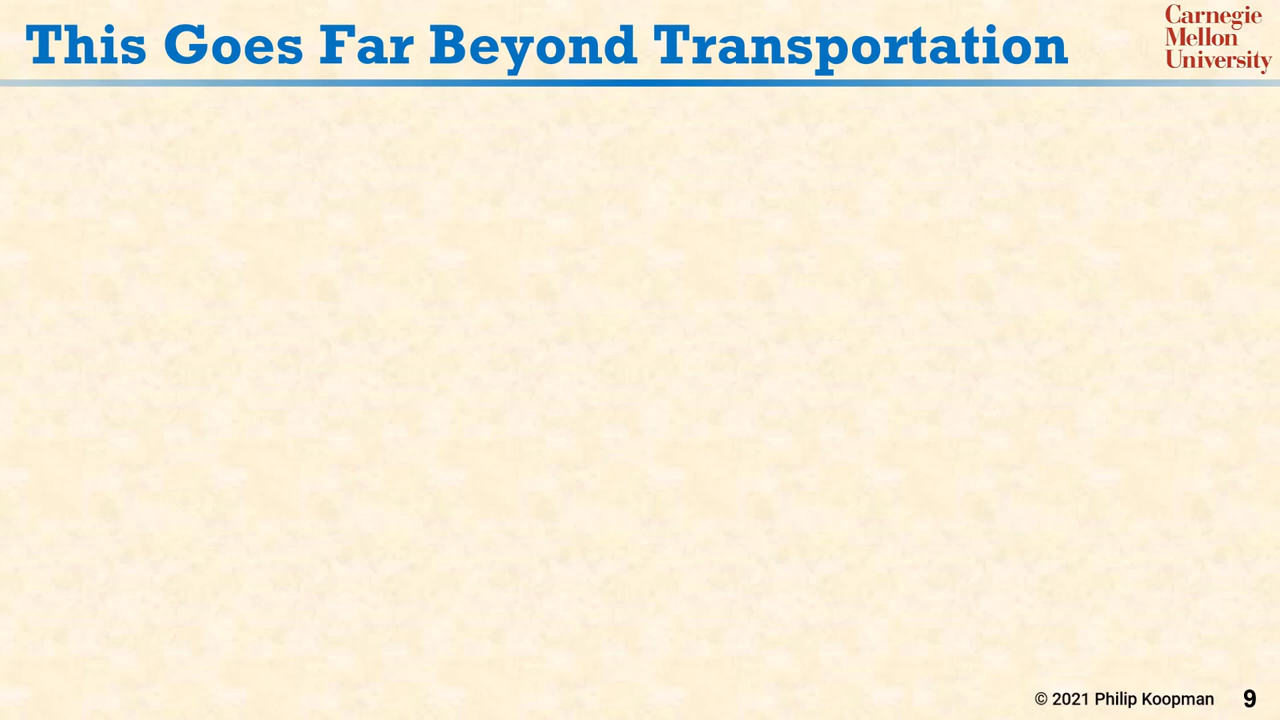 This Goes Far Beyond Transportation
Carnegie
Mellon
University
© 2021 Philip Koopman 9